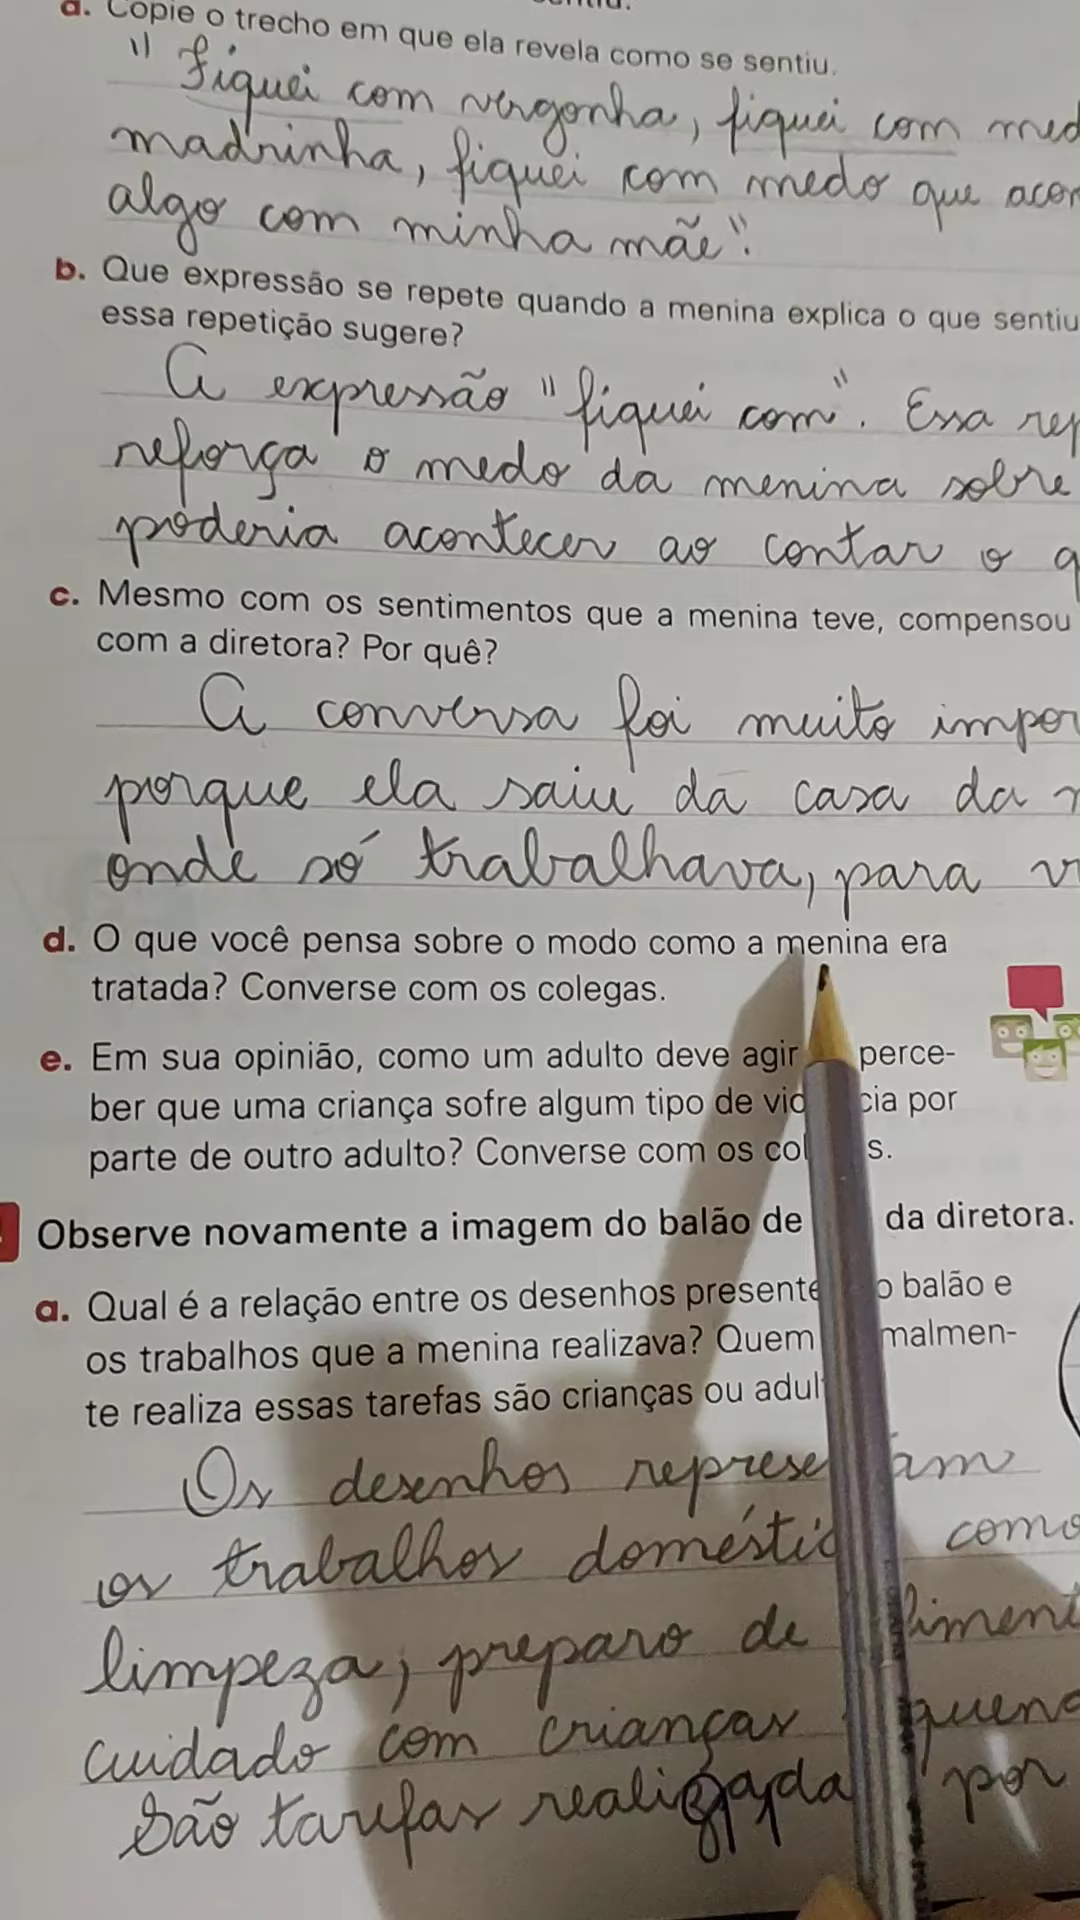 a. Copie o trecho em que ela revela como se sentiu.
"Fiquei com vergonha, fiquei com med
madrinha, fiquei com medo que acon
algo com minha mãe".
b. Que expressão se repete quando a menina explica o que sentiu
essa repetição sugere?
A expressão "fiquei com". Essa rep
reforça o medo da menina sobre
poderia acontecer ao contar o q
c. Mesmo com os sentimentos que a menina teve, compensou
com a diretora? Por quê?
A conversa foi muito impor
porque ela saiu da casa da
onde só trabalhava, para v
d. O que você pensa sobre o modo como a menina era
tratada? Converse com os colegas.
e. Em sua opinião, como um adulto deve agir perce-
ber que uma criança sofre algum tipo de vio cia por
parte de outro adulto? Converse com os col s.
Observe novamente a imagem do balão de da diretora.
a. Qual é a relação entre os desenhos presente o balão e
os trabalhos que a menina realizava? Quem malmen-
te realiza essas tarefas são crianças ou adul
Os desenhos represe am
os trabalhos doméstic como
limpeza, preparo de liment
cuidado com crianças quena
São tarefas realizada por